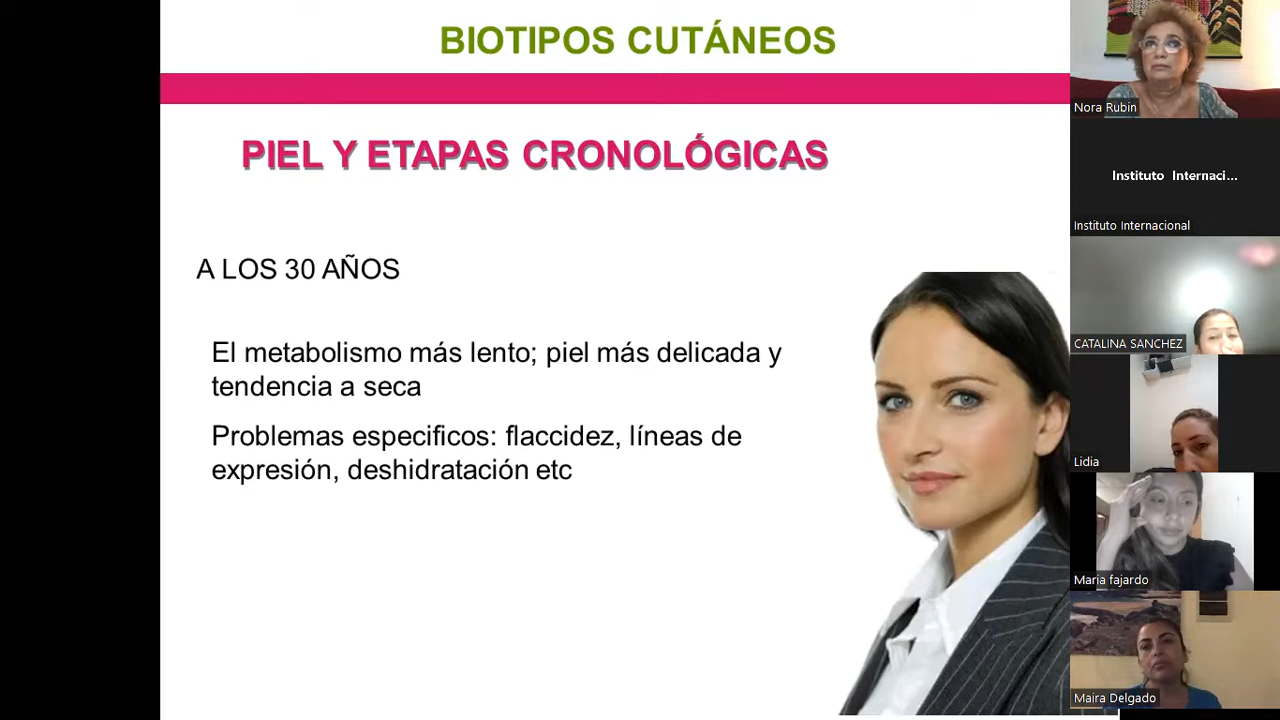 BIOTIPOS CUTÁNEOS
PIEL Y ETAPAS CRONOLÓGICAS
A LOS 30 AÑOS
El metabolismo más lento; piel más delicada y
tendencia a seca
Problemas especificos: flaccidez, líneas de
expresión, deshidratación etc
Nora Rubin
Instituto Internaci...
Instituto Internacional
CATALINA SANCHEZ
Lidia
Maria fajardo
Maira Delgado